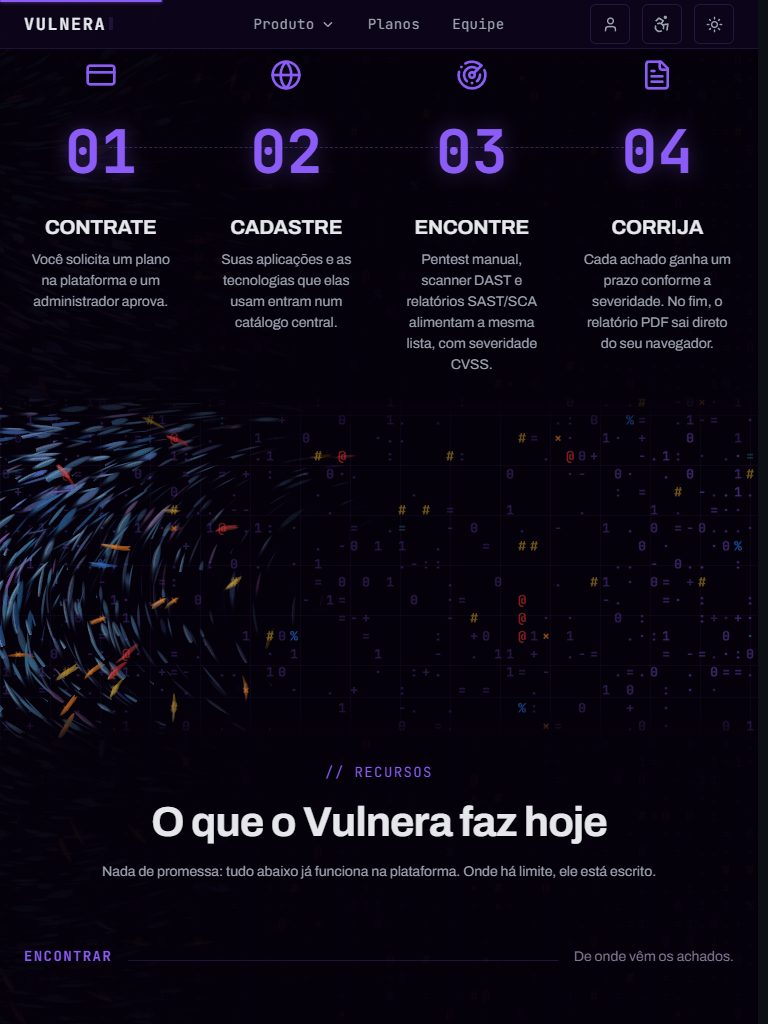 VULNERA
Produto
Planos
Equipe
01
02
03
04
CONTRATE
Você solicita um plano
na plataforma e um
administrador aprova.
CADASTRE
Suas aplicações e as
tecnologias que elas
usam entram num
catálogo central.
ENCONTRE
Pentest manual,
scanner DAST e
relatórios SAST/SCA
alimentam a mesma
lista, com severidade
CVSS.
CORRIJA
Cada achado ganha um
prazo conforme a
severidade. No fim, o
relatório PDF sai direto
do seu navegador.
// RECURSOS
O que o Vulnera faz hoje
Nada de promessa: tudo abaixo já funciona na plataforma. Onde há limite, ele está escrito.
ENCONTRAR
De onde vêm os achados.